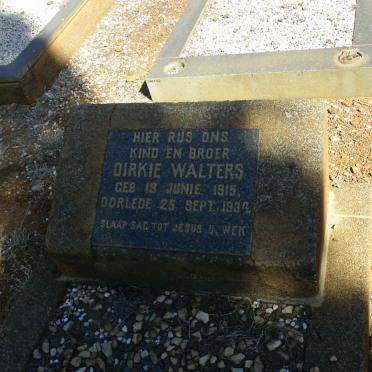 HIER RUS ONS
KIND EN BROER
DIRKIE WALTERS
GEB 19 JUNIE 1915,
OORLEDE 25 SEPT. 1934
SLAAP SAG TOT JESUS U, WEK